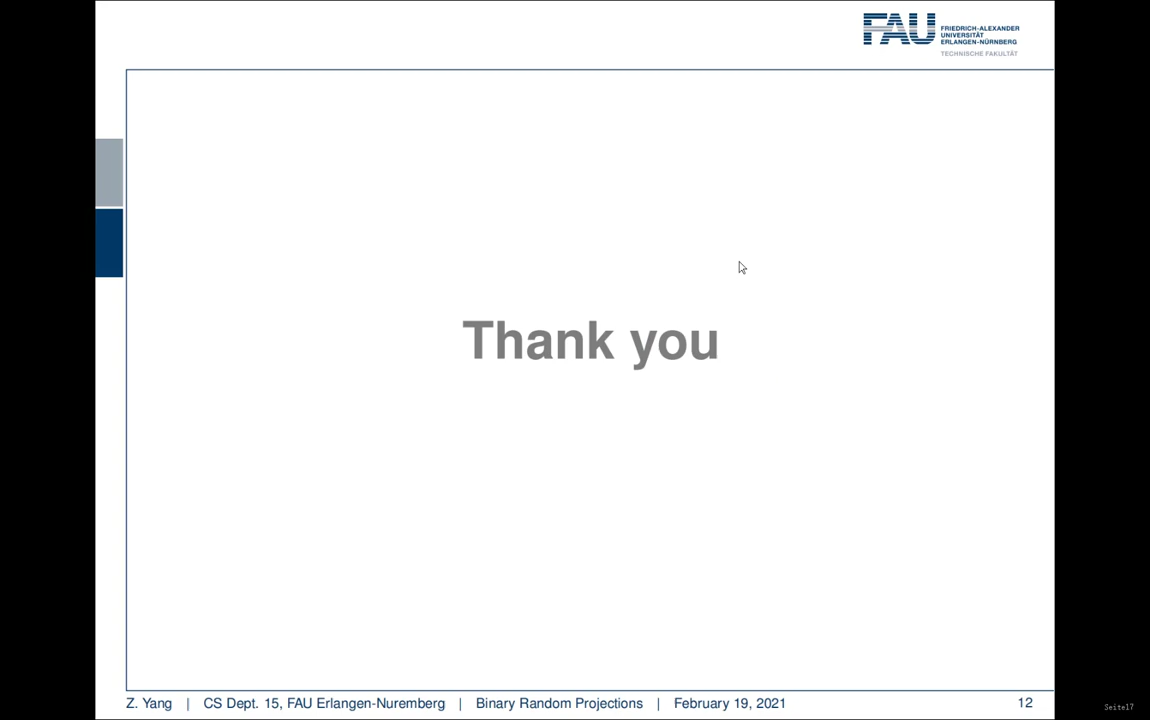 FAU
FRIEDRICH-ALEXANDER
UNIVERSITÄT
ERLANGEN-NÜRNBERG
TECHNISCHE FAKULTÄT
Thank you
Z. Yang | CS Dept. 15, FAU Erlangen-Nuremberg | Binary Random Projections | February 19, 2021 12
Seite17